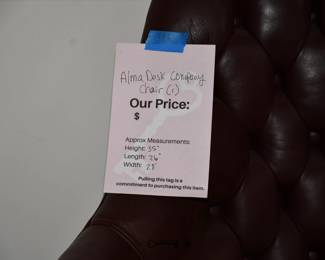 Alma Desk Company
Chair (1)
Our Price:
$
Approx Measurements:
Height: 35"
Length: 26"
Width: 28"
Pulling this tag is a
commitment to purchasing this item.